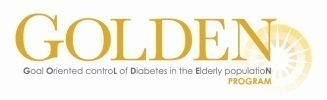 GOLDEN
Goal Oriented controL of Diabetes in the Elderly populatioN
PROGRAM